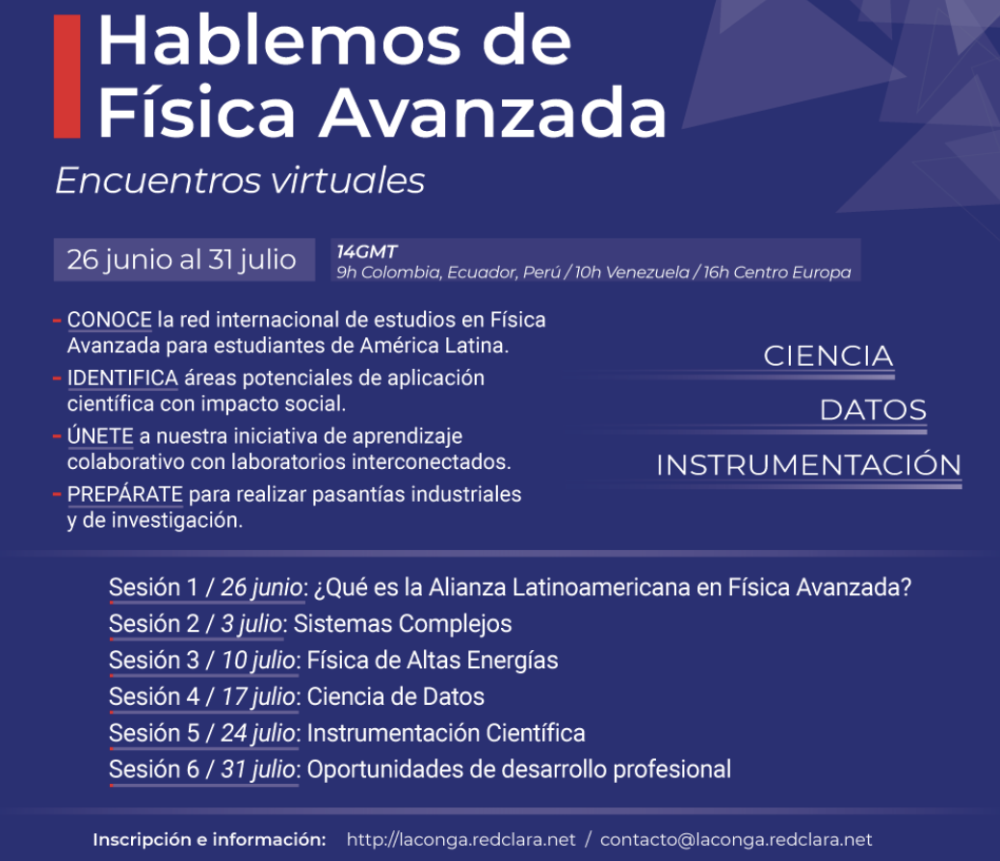 Hablemos de
Física Avanzada
Encuentros virtuales
26 junio al 31 julio
14GMT
9h Colombia, Ecuador, Perú / 10h Venezuela / 16h Centro Europa
- CONOCE la red internacional de estudios en Física
Avanzada para estudiantes de América Latina.
- IDENTIFICA áreas potenciales de aplicación
científica con impacto social.
- ÚNETE a nuestra iniciativa de aprendizaje
colaborativo con laboratorios interconectados.
- PREPÁRATE para realizar pasantías industriales
y de investigación.
CIENCIA
DATOS
INSTRUMENTACIÓN
Sesión 1 / 26 junio: ¿Qué es la Alianza Latinoamericana en Física Avanzada?
Sesión 2 / 3 julio: Sistemas Complejos
Sesión 3 / 10 julio: Física de Altas Energías
Sesión 4 / 17 julio: Ciencia de Datos
Sesión 5 / 24 julio: Instrumentación Científica
Sesión 6 / 31 julio: Oportunidades de desarrollo profesional
Inscripción e información: http://laconga.redclara.net / contacto@laconga.redclara.net